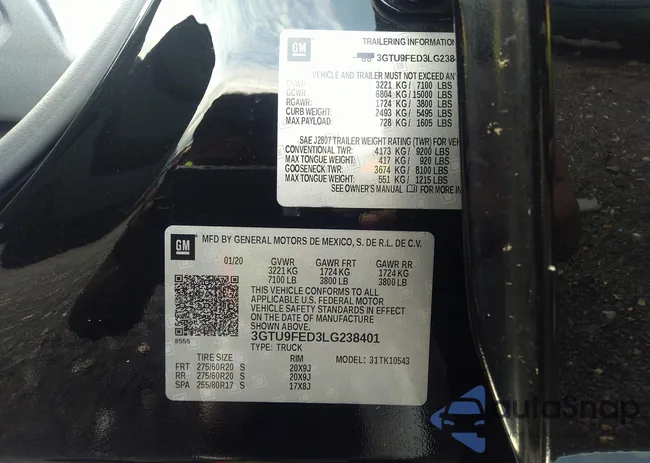 GM
TRAILERING INFORMATION
3GTU9FED3LG238
VEHICLE AND TRAILER MUST NOT EXCEED ANY
GVWR: 3221 KG/ 7100 LBS
GCWR: 6804 KG/ 15000 LBS
RGAWR: 1724 KG/ 3800 LBS
CURB WEIGHT: 2493 KG/ 5495 LBS
MAX PAYLOAD: 728 KG/ 1605 LBS
SAE J2807 TRAILER WEIGHT RATING (TWR) FOR
CONVENTIONAL TWR: 4173 KG/ 9200 LBS
MAX TONGUE WEIGHT: 417 KG/ 920 LBS
GOOSENECK TWR: 3674 KG/ 8100 LBS
MAX TONGUE WEIGHT: 551 KG/ 1215 LBS
SEE OWNER'S MANUAL FOR MORE IN
GM
MFD BY GENERAL MOTORS DE MEXICO, S. DE R.L. DE C.V.
01/20 GVWR GAWR FRT GAWR RR
3221 KG 1724 KG 1724 KG
7100 LB 3800 LB 3800 LB
THIS VEHICLE CONFORMS TO ALL
APPLICABLE U.S. FEDERAL MOTOR
VEHICLE SAFETY STANDARDS IN EFFECT
ON THE DATE OF MANUFACTURE
SHOWN ABOVE.
8555 3GTU9FED3LG238401
TYPE: TRUCK
TIRE SIZE RIM MODEL: 31TK10543
FRT 275/60R20 S 20X9J
RR 275/60R20 S 20X9J
SPA 255/80R17 S 17X8J
autoSnap